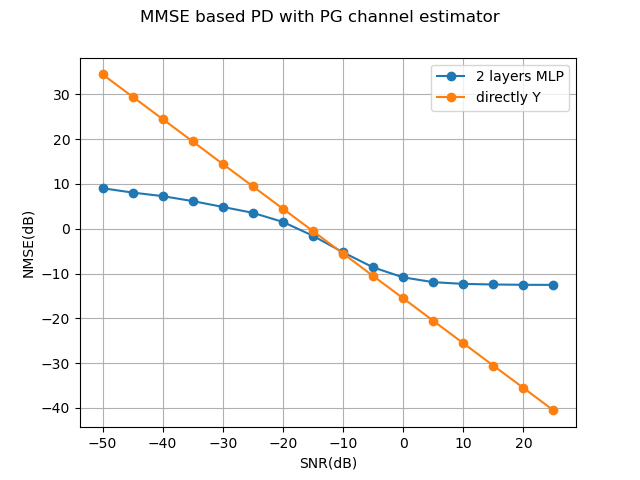 MMSE based PD with PG channel estimator
2 layers MLP
directly Y
NMSE(dB)
30
20
10
0
−10
−20
−30
−40
−50 −40 −30 −20 −10 0 10 20
SNR(dB)